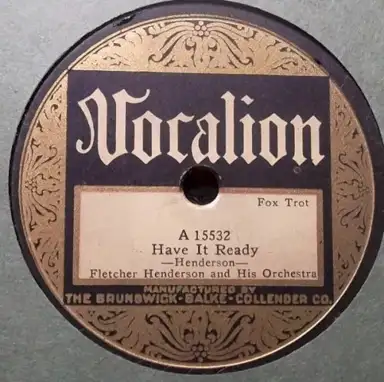 Vocalion
Fox Trot
A 15532
Have It Ready
—Henderson—
Fletcher Henderson and His Orchestra
MANUFACTURED BY
THE BRUNSWICK-BALKE-COLLENDER CO.